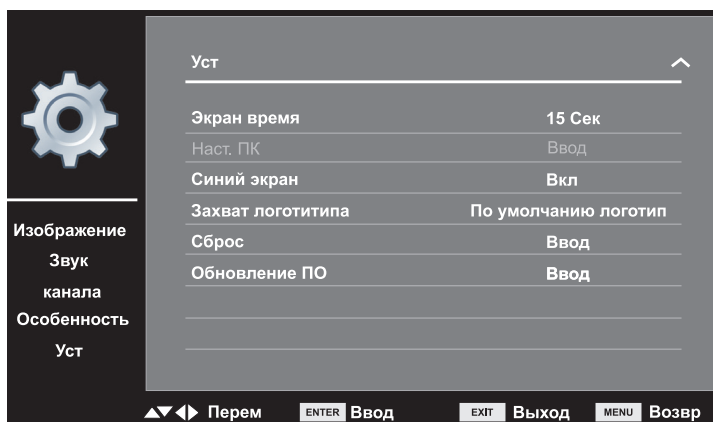 Уст
Экран время 15 Сек
Наст. ПК Ввод
Синий экран Вкл
Захват логотитипа По умолчанию логотип
Сброс Ввод
Обновление ПО Ввод
Изображение
Звук
канала
Особенность
Уст
Перем ENTER Ввод EXIT Выход MENU Возвр